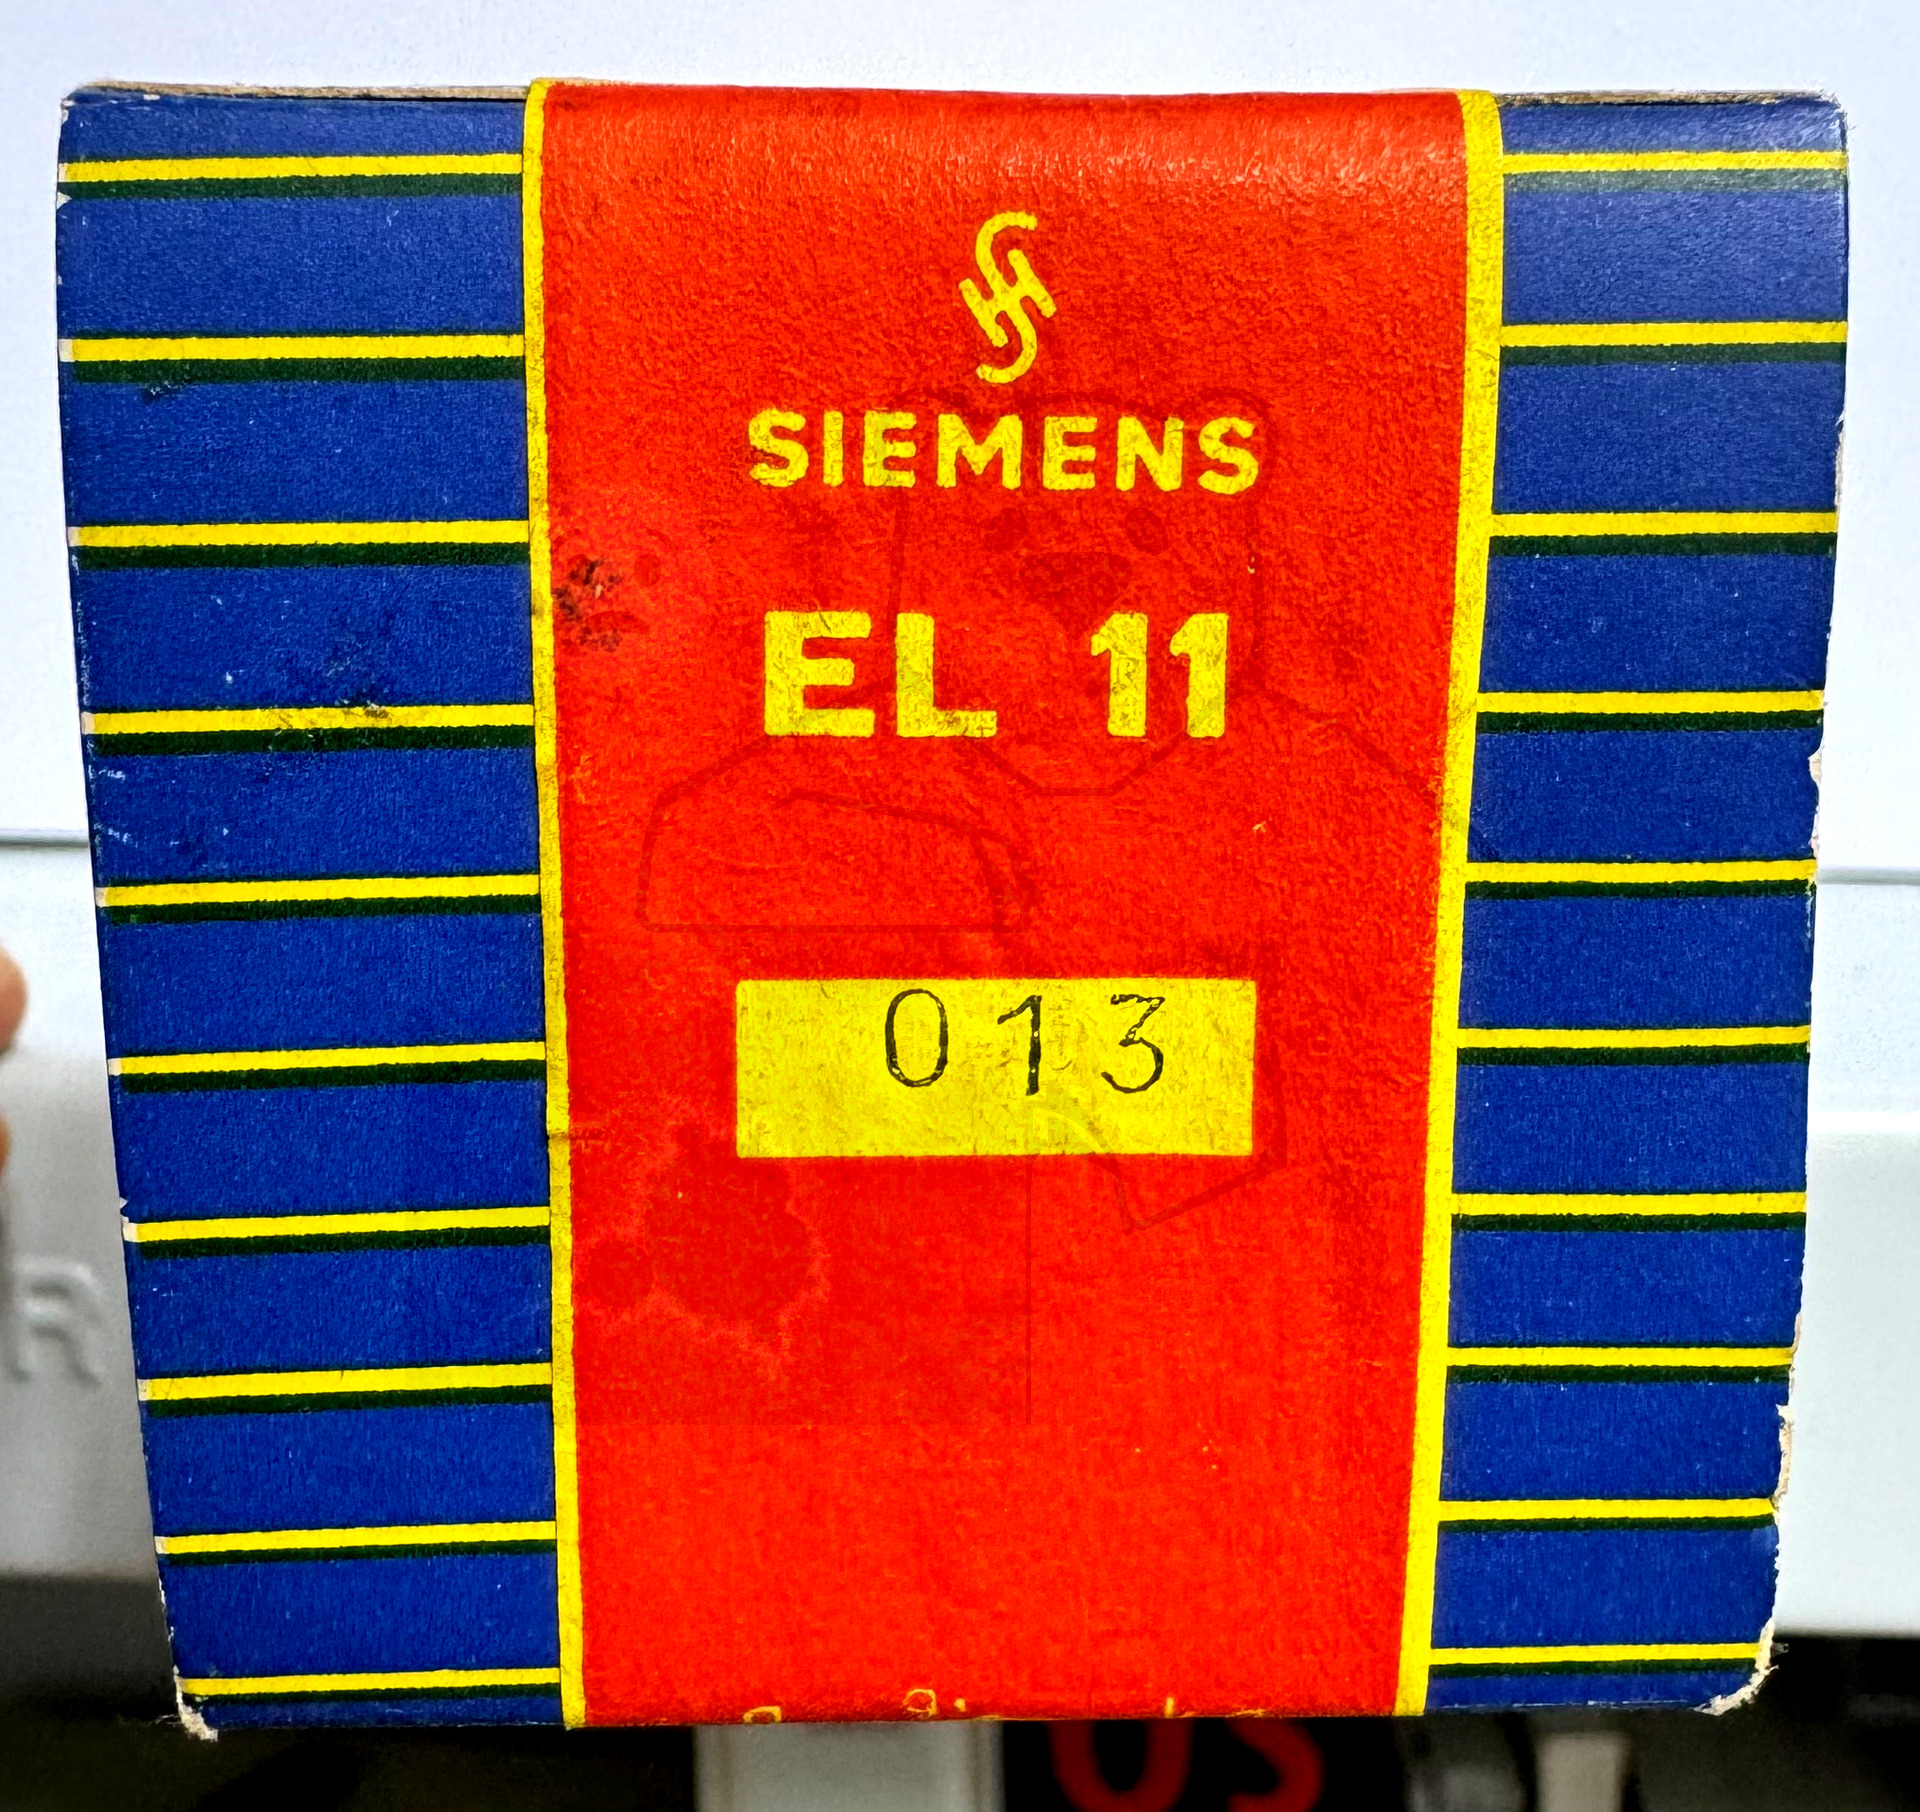 SIEMENS
EL 11
013
R